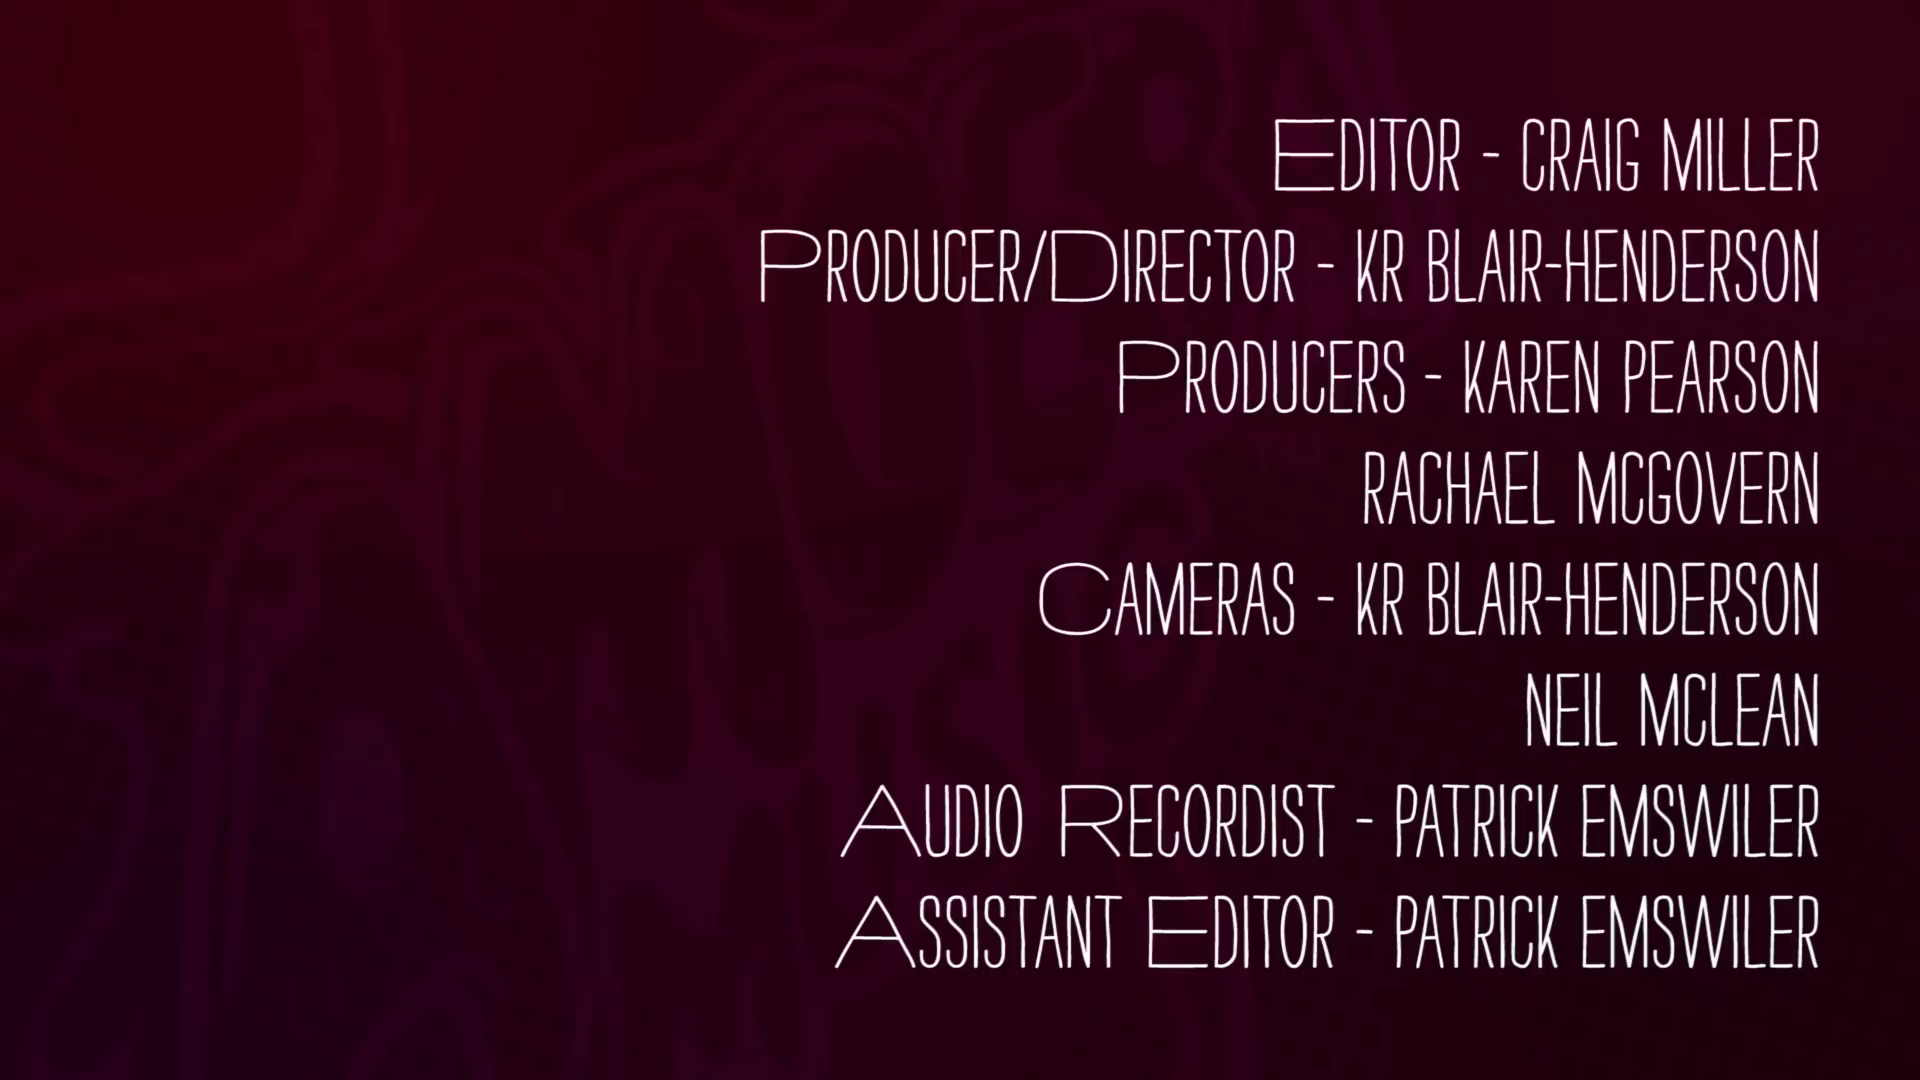 EDITOR - CRAIG MILLER
PRODUCER/DIRECTOR - KR BLAIR-HENDERSON
PRODUCERS - KAREN PEARSON
RACHAEL MCGOVERN
CAMERAS - KR BLAIR-HENDERSON
NEIL MCLEAN
AUDIO RECORDIST - PATRICK EMSWILER
ASSISTANT EDITOR - PATRICK EMSWILER